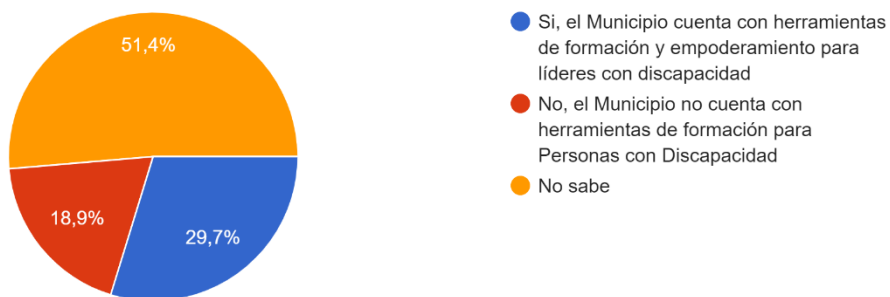 51,4%
18,9%
29,7%
Si, el Municipio cuenta con herramientas
de formación y empoderamiento para
líderes con discapacidad
No, el Municipio no cuenta con
herramientas de formación para
Personas con Discapacidad
No sabe